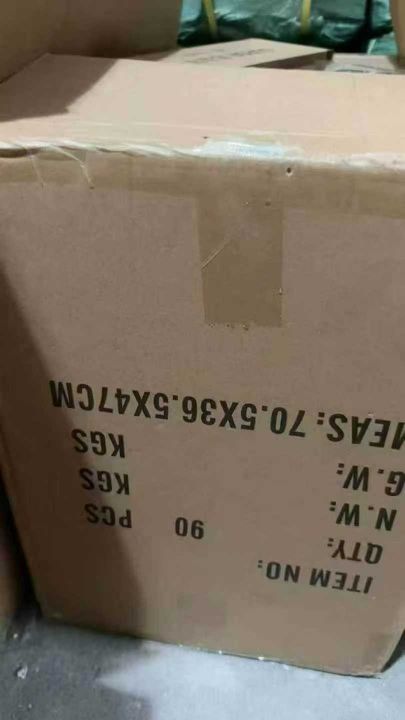 ITEM NO:
QTY: 90 PCS
N.W: KGS
G.W: KGS
MEAS: 70.5X36.5X47CM